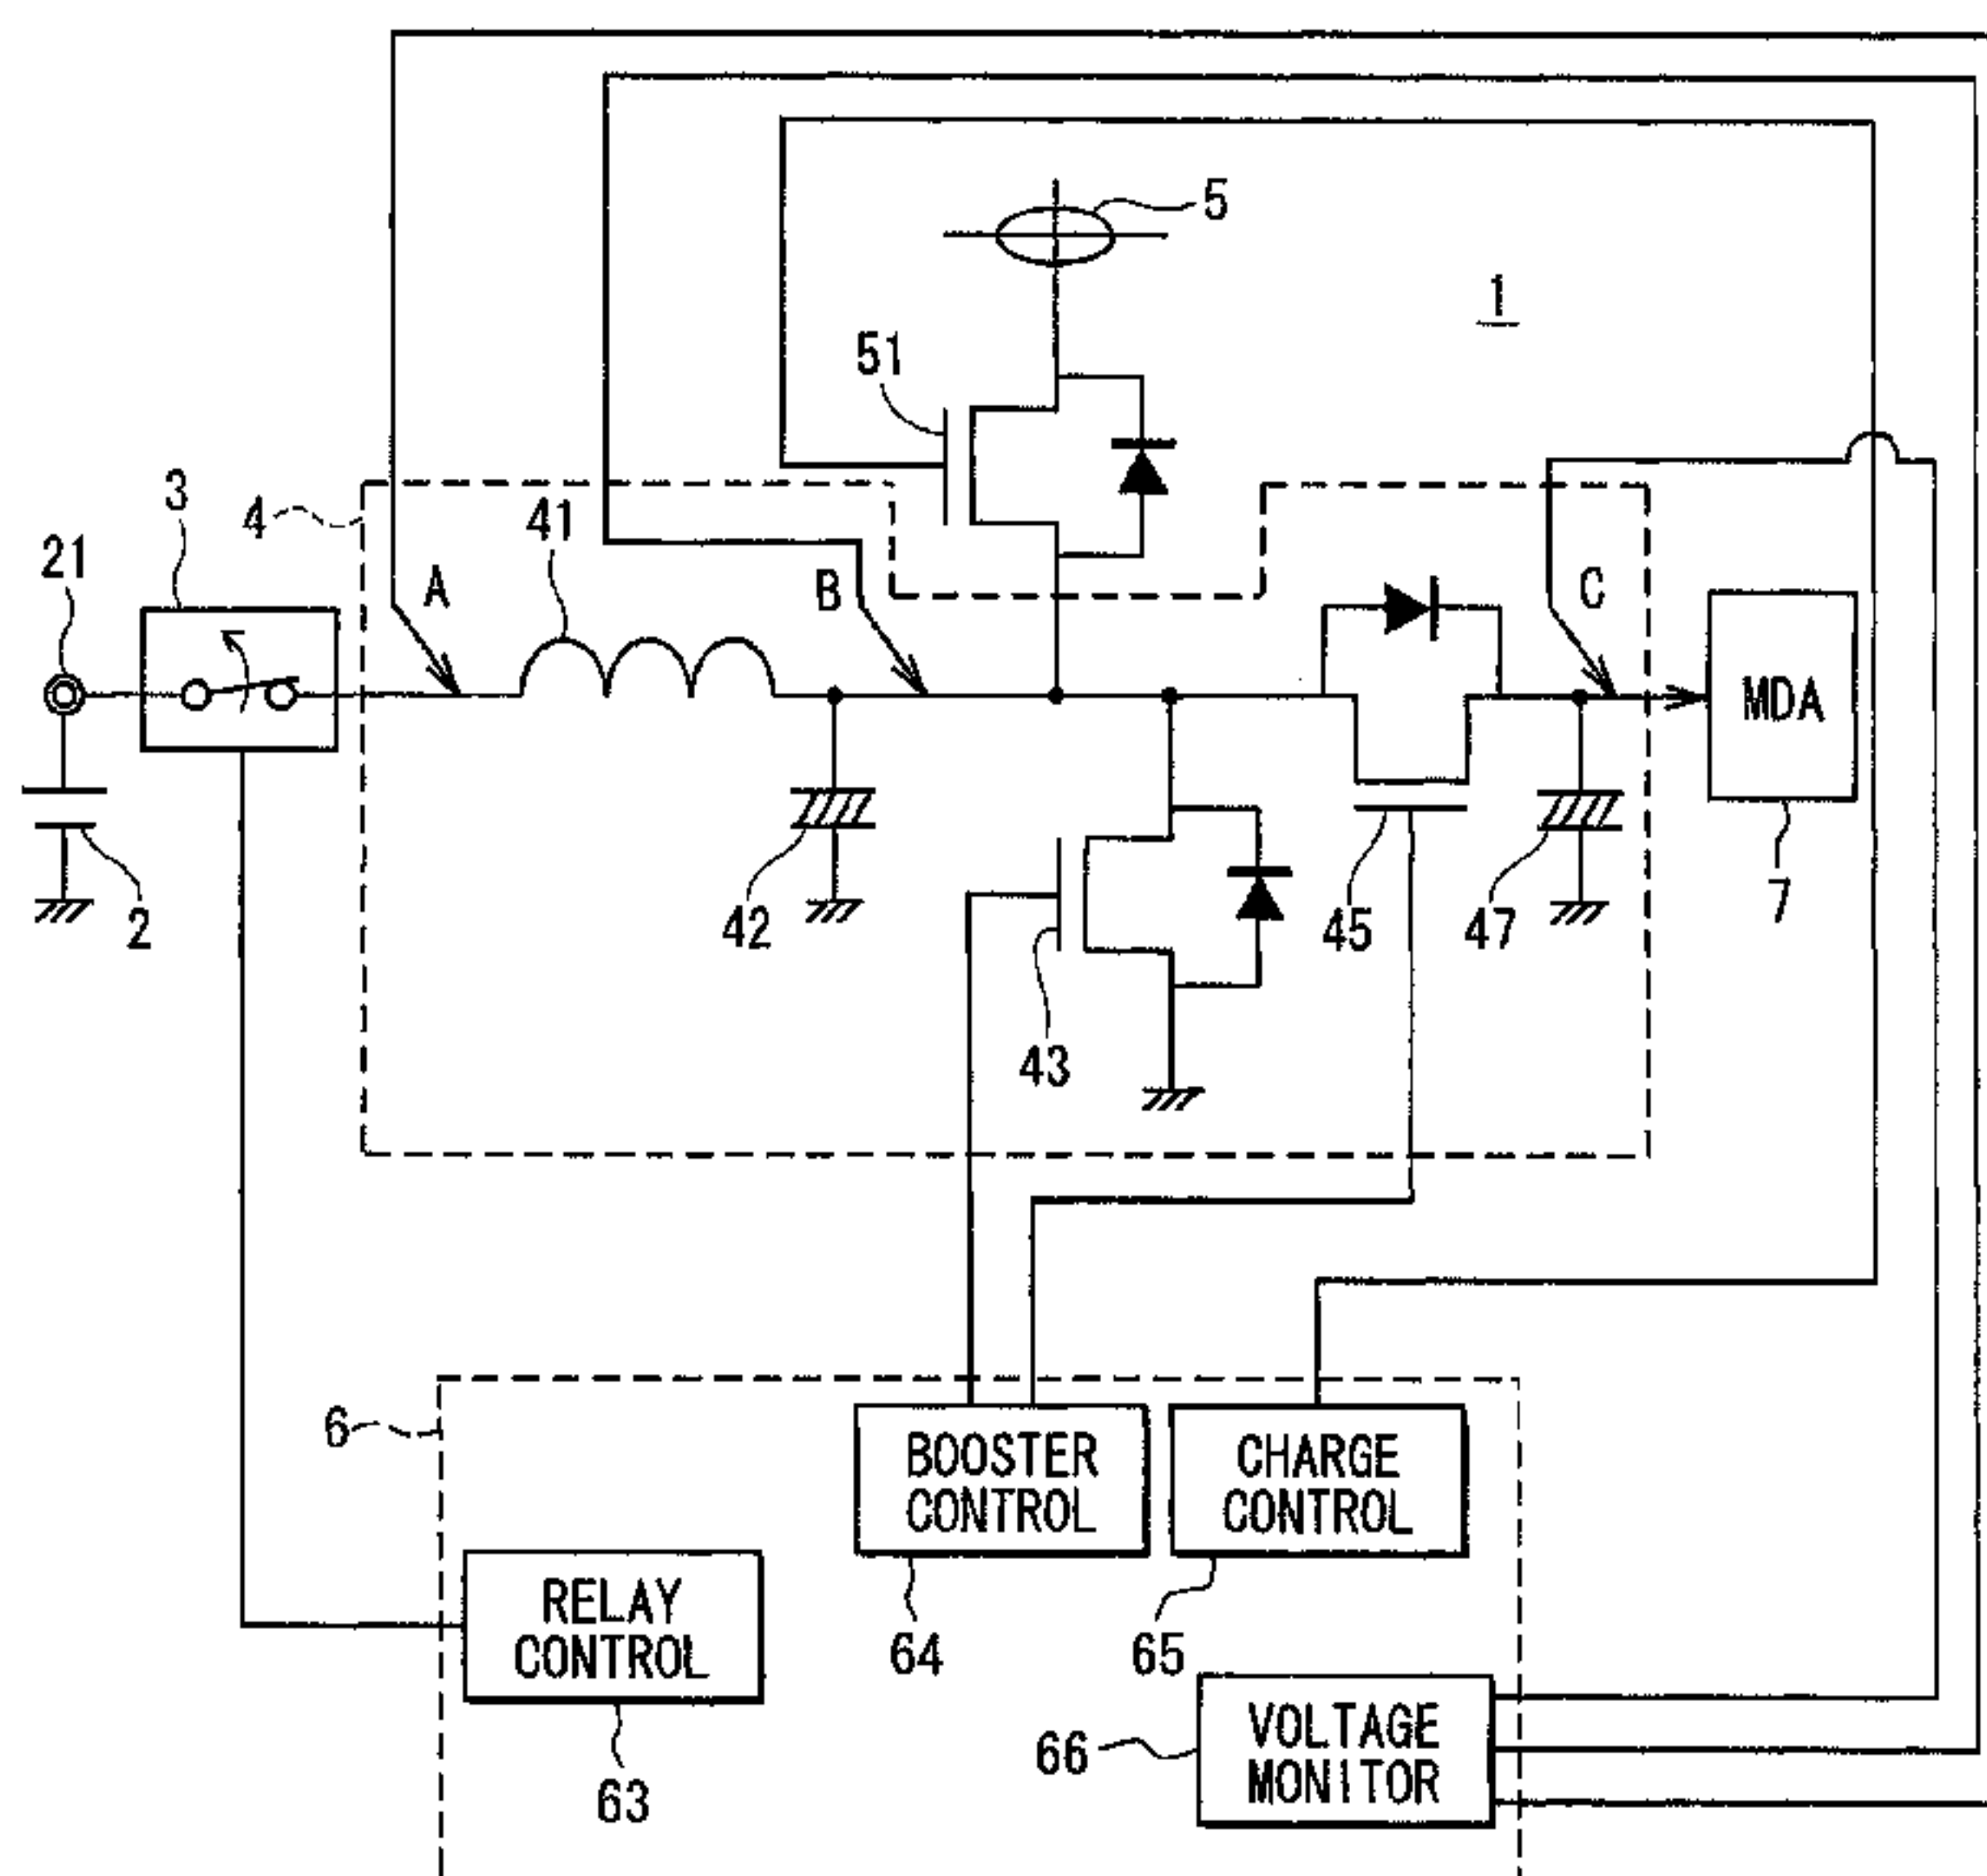 5
1
51
3
4
41
21
A
B
C
MDA
2
42
45
47
7
43
6
BOOSTER
CONTROL
CHARGE
CONTROL
RELAY
CONTROL
64
65
VOLTAGE
MONITOR
66
63